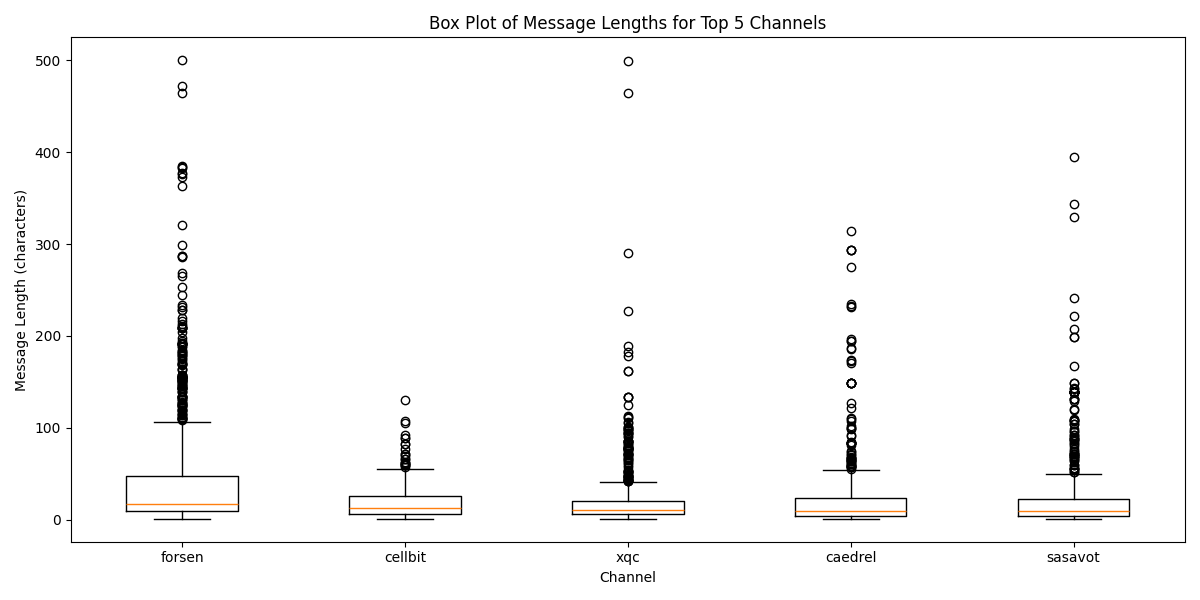 Box Plot of Message Lengths for Top 5 Channels
500
400
300
200
100
0
Message Length (characters)
forsen
cellbit
xqc
caedrel
sasavot
Channel